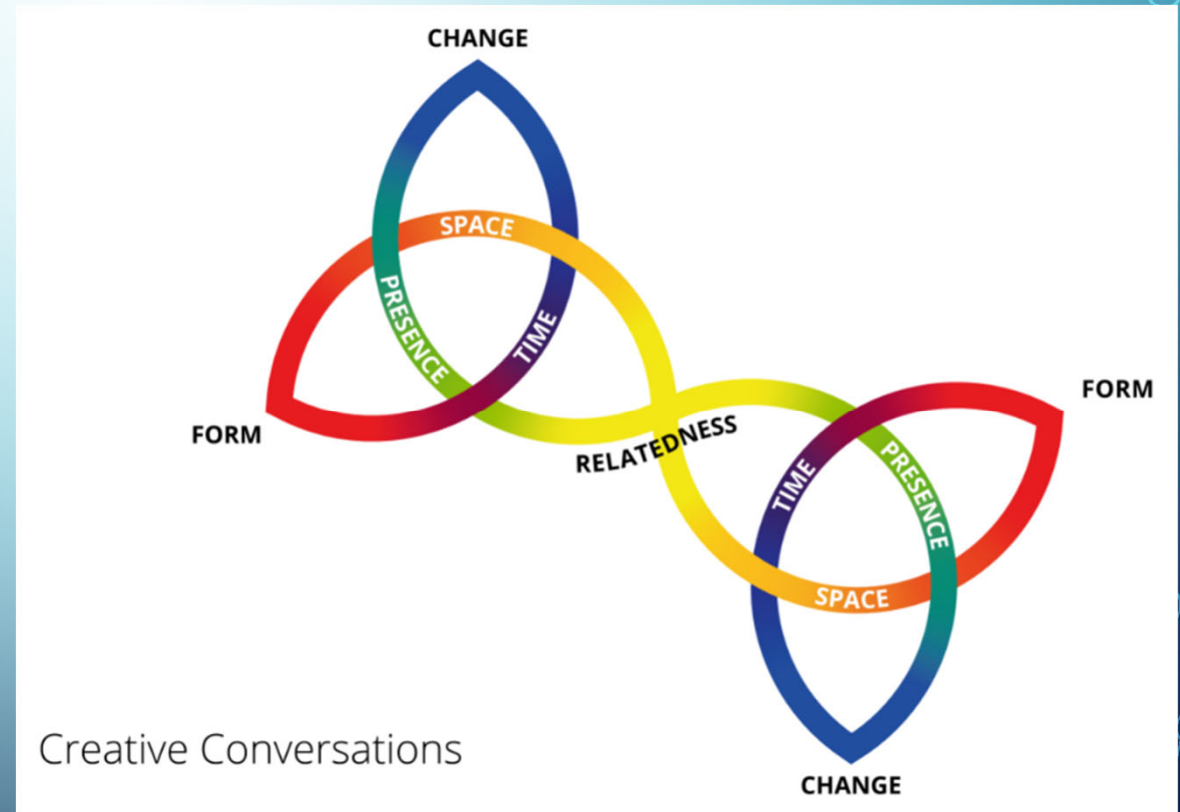 CHANGE
SPACE
PRESENCE
TIME
FORM
FORM
RELATEDNESS
TIME
PRESENCE
SPACE
CHANGE
Creative Conversations